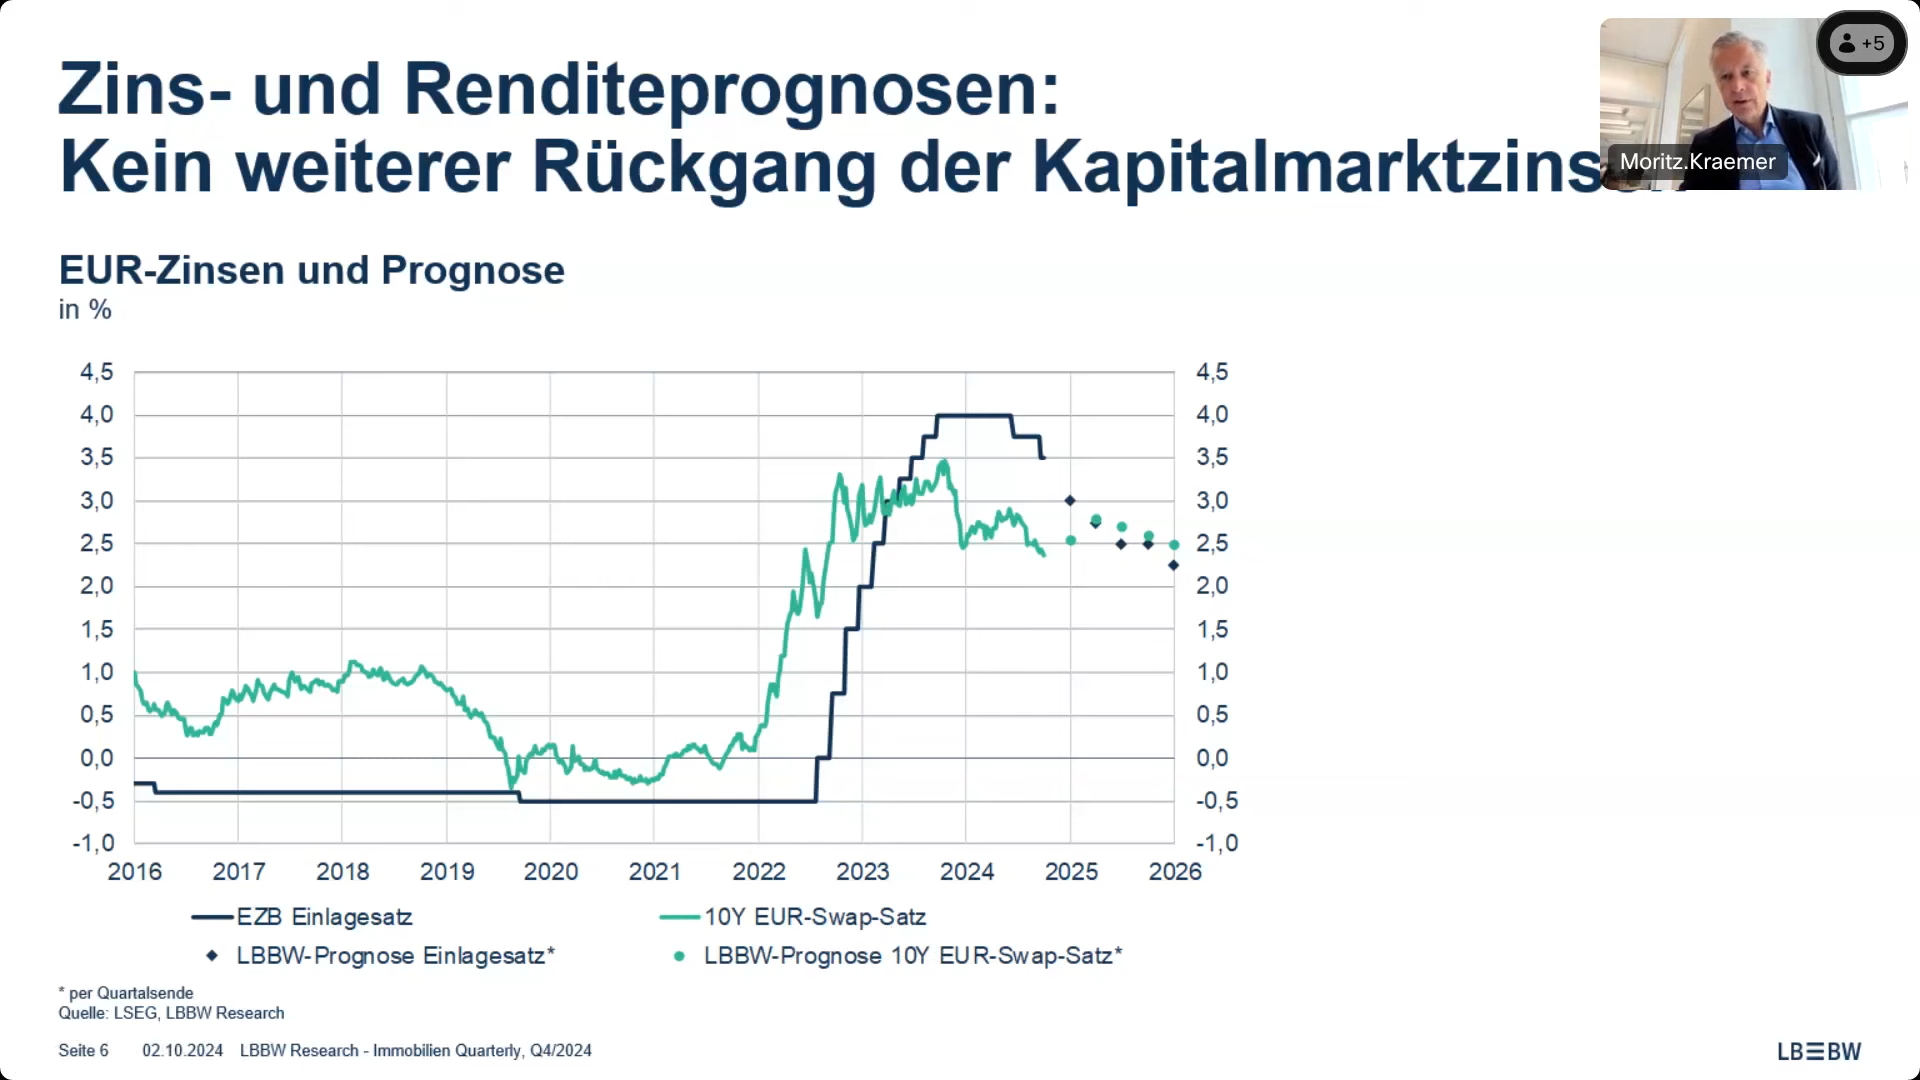 Zins- und Renditeprognosen:
Kein weiterer Rückgang der Kapitalmarktzins
+5
Moritz.Kraemer
EUR-Zinsen und Prognose
in %
4,5 4,5
4,0 4,0
3,5 3,5
3,0 3,0
2,5 2,5
2,0 2,0
1,5 1,5
1,0 1,0
0,5 0,5
0,0 0,0
-0,5 -0,5
-1,0 -1,0
2016 2017 2018 2019 2020 2021 2022 2023 2024 2025 2026
EZB Einlagesatz 10Y EUR-Swap-Satz
LBBW-Prognose Einlagesatz* LBBW-Prognose 10Y EUR-Swap-Satz*
* per Quartalsende
Quelle: LSEG, LBBW Research
Seite 6 02.10.2024 LBBW Research - Immobilien Quarterly, Q4/2024
LB☰BW